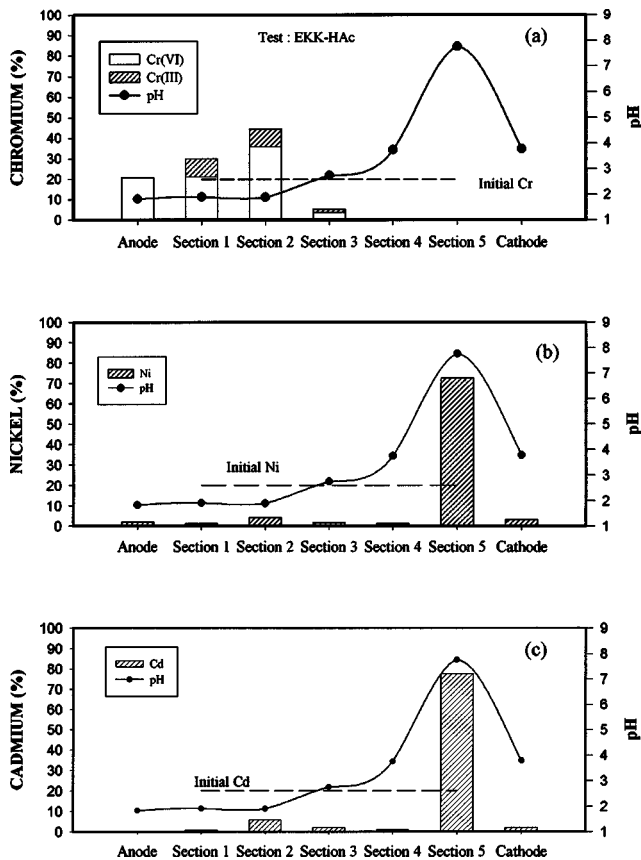 (a)
Test : EKK-HAc
Cr(VI)
Cr(III)
pH
CHROMIUM (%)
100
90
80
70
60
50
40
30
20
10
0
9
8
7
6
5
4
3
2
1
pH
Initial Cr
Anode Section 1 Section 2 Section 3 Section 4 Section 5 Cathode
(b)
Ni
pH
NICKEL (%)
100
90
80
70
60
50
40
30
20
10
0
9
8
7
6
5
4
3
2
1
pH
Initial Ni
Anode Section 1 Section 2 Section 3 Section 4 Section 5 Cathode
(c)
Cd
pH
CADMIUM (%)
100
90
80
70
60
50
40
30
20
10
0
9
8
7
6
5
4
3
2
1
pH
Initial Cd
Anode Section 1 Section 2 Section 3 Section 4 Section 5 Cathode